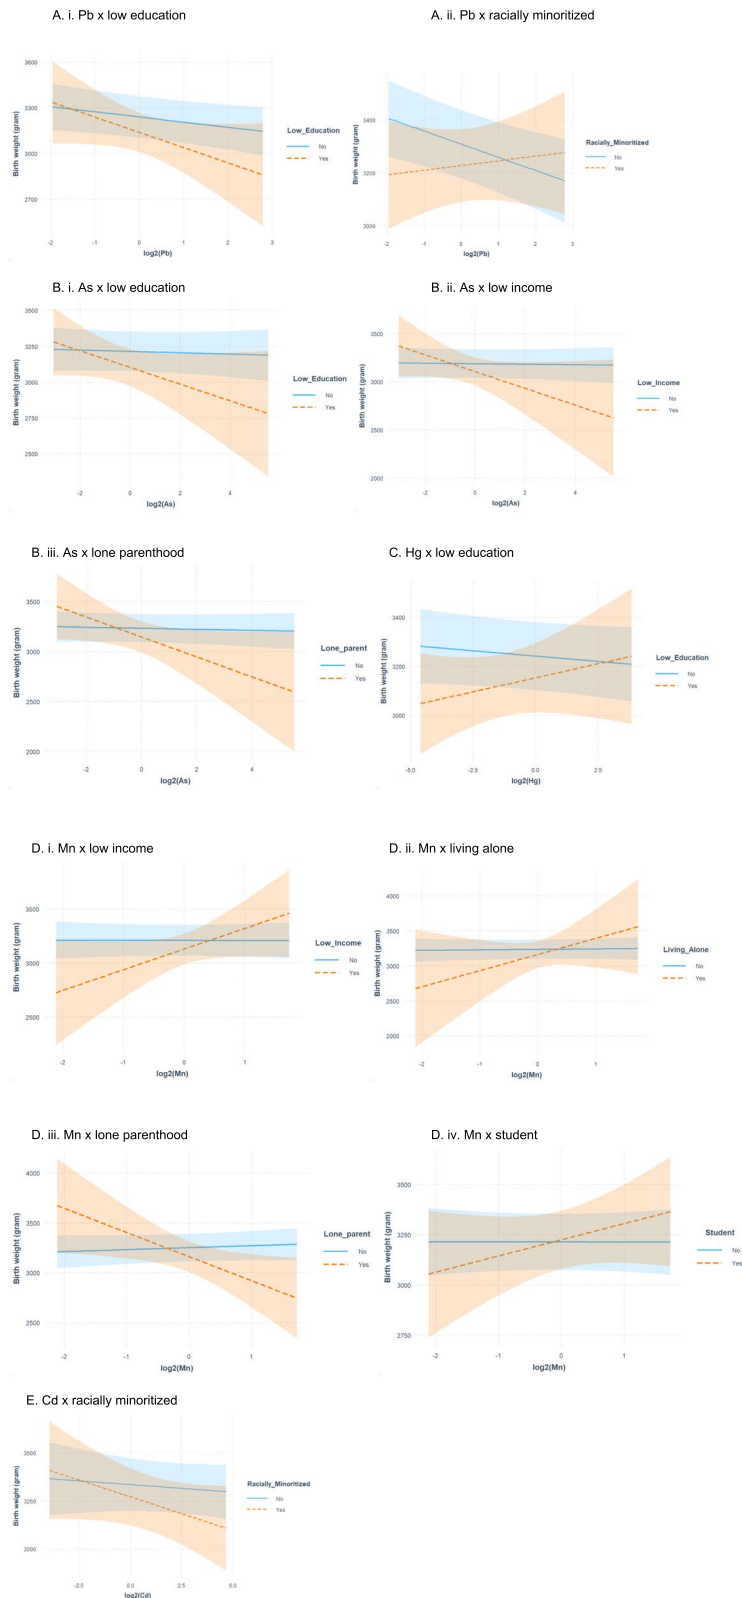 A. i. Pb x low education
A. ii. Pb x racially minoritized
3600
3300
3000
2700
Birth weight (gram)
-2 -1 0 1 2 3
log2(Pb)
Low_Education
No
Yes
3400
3200
3000
Birth weight (gram)
-2 -1 0 1 2 3
log2(Pb)
Racially_Minoritized
No
Yes
B. i. As x low education
B. ii. As x low income
3500
3250
3000
2750
2500
Birth weight (gram)
-2 0 2 4
log2(As)
Low_Education
No
Yes
3500
3000
2500
2000
Birth weight (gram)
-2 0 2 4
log2(As)
Low_Income
No
Yes
B. iii. As x lone parenthood
C. Hg x low education
3500
3000
2500
2000
Birth weight (gram)
-2 0 2 4
log2(As)
Lone_parent
No
Yes
3400
3200
3000
Birth weight (gram)
-5.0 -2.5 0.0 2.5
log2(Hg)
Low_Education
No
Yes
D. i. Mn x low income
D. ii. Mn x living alone
3500
3000
2500
Birth weight (gram)
-2 -1 0 1
log2(Mn)
Low_Income
No
Yes
4000
3500
3000
2500
2000
Birth weight (gram)
-2 -1 0 1
log2(Mn)
Living_Alone
No
Yes
D. iii. Mn x lone parenthood
D. iv. Mn x student
4000
3500
3000
2500
Birth weight (gram)
-2 -1 0 1
log2(Mn)
Lone_parent
No
Yes
3500
3250
3000
2750
Birth weight (gram)
-2 -1 0 1
log2(Mn)
Student
No
Yes
E. Cd x racially minoritized
3500
3250
3000
Birth weight (gram)
-2.5 0.0 2.5 5.0
log2(Cd)
Racially_Minoritized
No
Yes